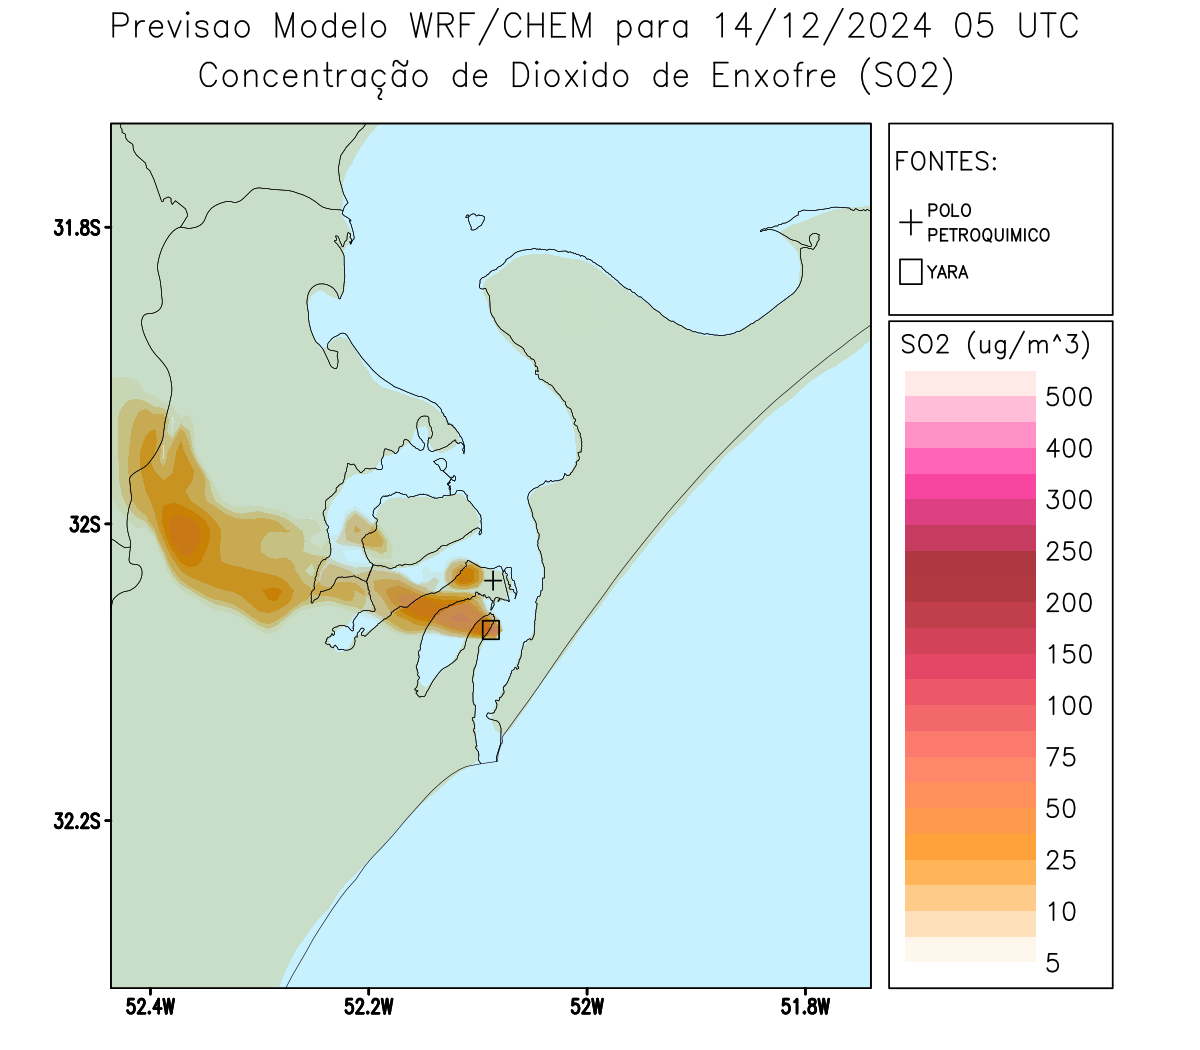 Previsao Modelo WRF/CHEM para 14/12/2024 05 UTC
Concentração de Dioxido de Enxofre (SO2)
FONTES:
POLO
PETROQUIMICO
YARA
SO2 (ug/m^3)
500
400
300
250
200
150
100
75
50
25
10
5
31.8S
32S
32.2S
52.4W
52.2W
52W
51.8W